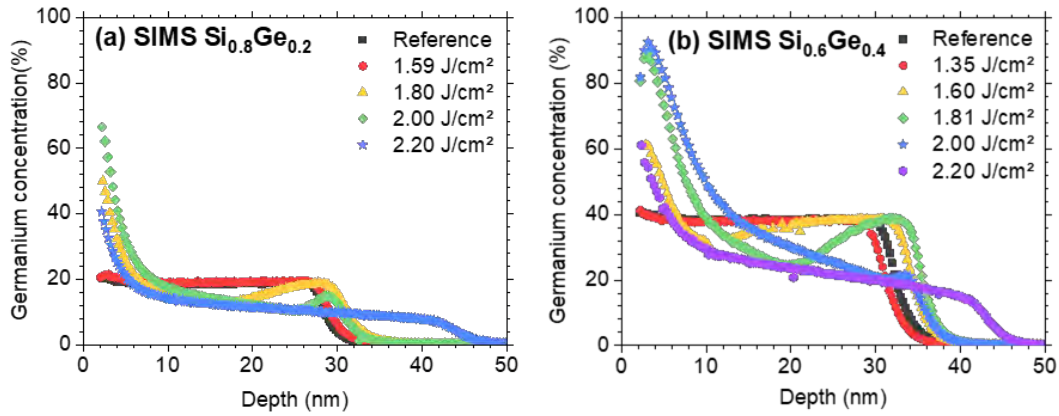 (a) SIMS Si0.8Ge0.2
Reference
1.59 J/cm²
1.80 J/cm²
2.00 J/cm²
2.20 J/cm²
Germanium concentration(%)
100
80
60
40
20
0
0 10 20 30 40 50
Depth (nm)
(b) SIMS Si0.6Ge0.4
Reference
1.35 J/cm²
1.60 J/cm²
1.81 J/cm²
2.00 J/cm²
2.20 J/cm²
Germanium concentration (%)
100
80
60
40
20
0
0 10 20 30 40 50
Depth (nm)